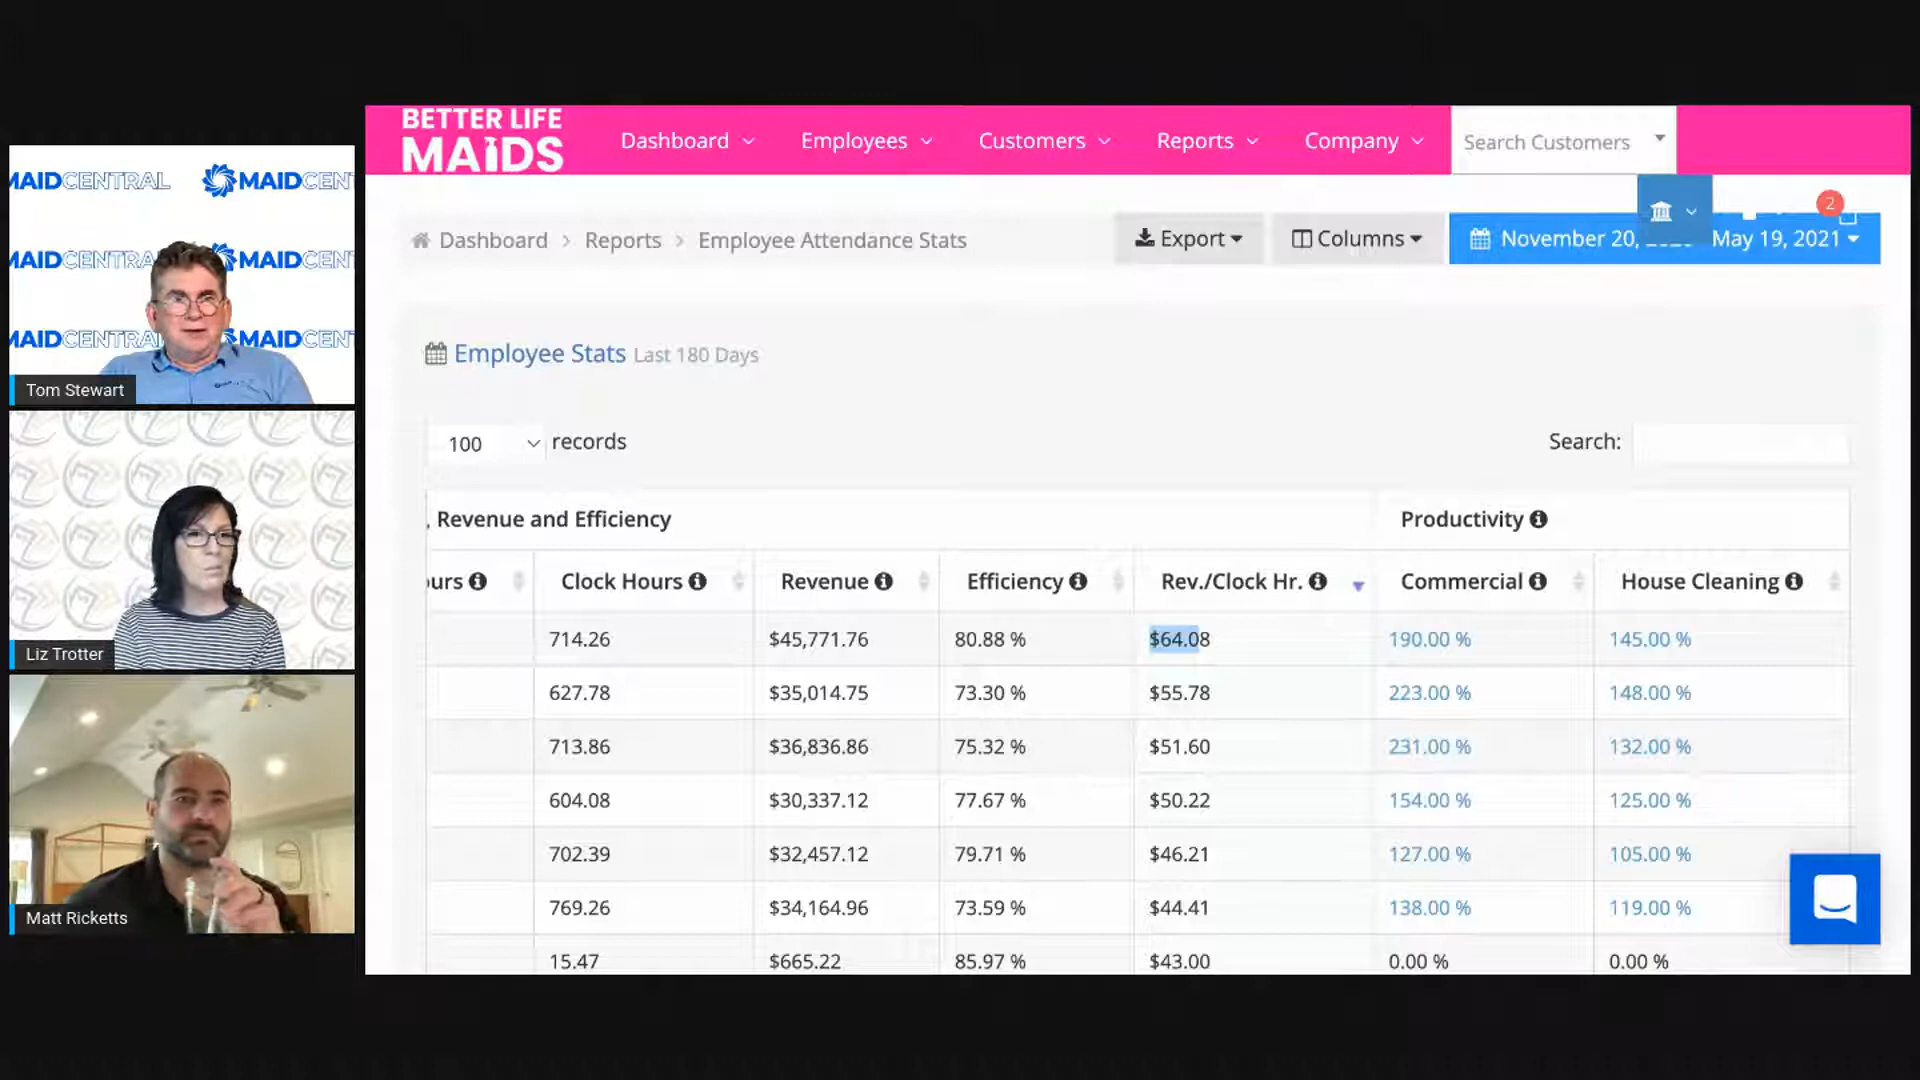 BETTER LIFE
MAIDS
Dashboard
Employees
Customers
Reports
Company
Search Customers
MAIDCENTRAL
MAIDCENT
MAIDCENTRAL
MAIDCENT
MAIDCENTRA
MAIDCENT
Tom Stewart
Liz Trotter
Matt Ricketts
2
Dashboard > Reports > Employee Attendance Stats
Export
Columns
November 20, May 19, 2021
Employee Stats Last 180 Days
100 records
Search:
, Revenue and Efficiency Productivity
ours Clock Hours Revenue Efficiency Rev./Clock Hr. Commercial House Cleaning
714.26 $45,771.76 80.88 % $64.08 190.00 % 145.00 %
627.78 $35,014.75 73.30 % $55.78 223.00 % 148.00 %
713.86 $36,836.86 75.32 % $51.60 231.00 % 132.00 %
604.08 $30,337.12 77.67 % $50.22 154.00 % 125.00 %
702.39 $32,457.12 79.71 % $46.21 127.00 % 105.00 %
769.26 $34,164.96 73.59 % $44.41 138.00 % 119.00 %
15.47 $665.22 85.97 % $43.00 0.00 % 0.00 %